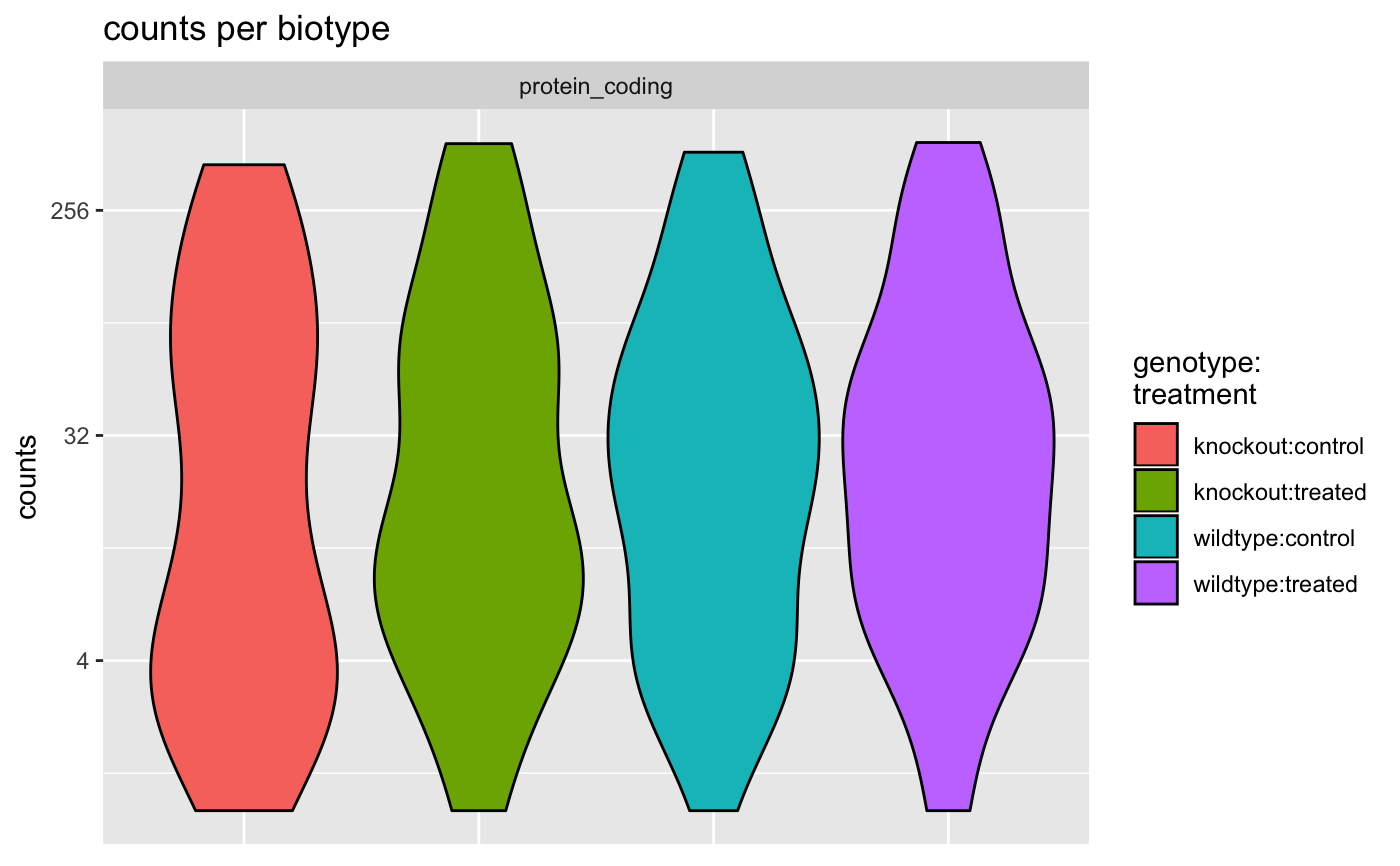 counts per biotype
protein_coding
256
32
4
counts
genotype:
treatment
knockout:control
knockout:treated
wildtype:control
wildtype:treated